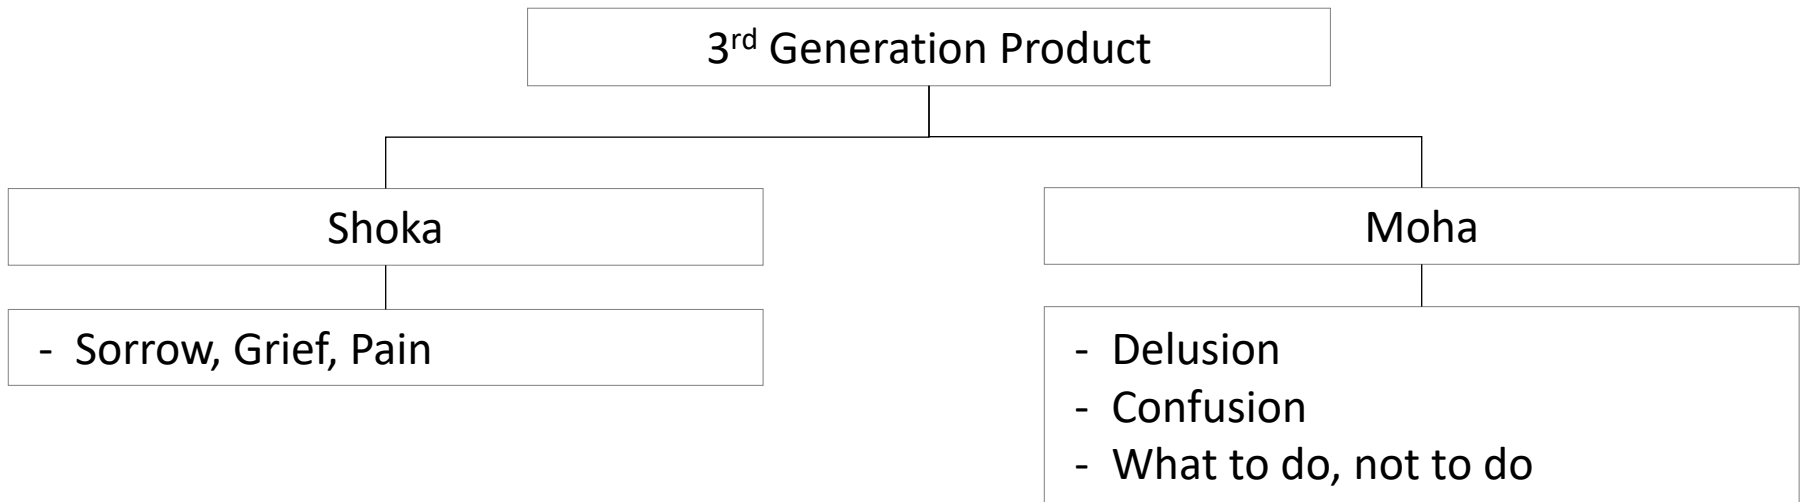 3rd Generation Product
Shoka
Moha
- Sorrow, Grief, Pain
- Delusion
- Confusion
- What to do, not to do